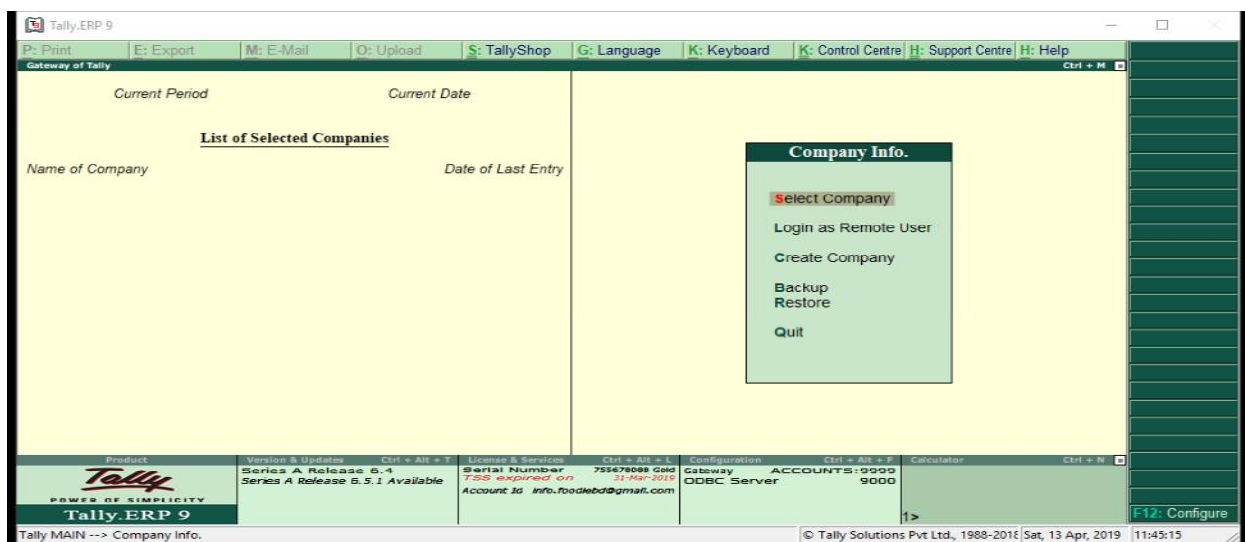 Tally.ERP 9
P: Print E: Export M: E-Mail O: Upload S: TallyShop G: Language K: Keyboard K: Control Centre H: Support Centre H: Help
Gateway of Tally Ctrl + M
Current Period Current Date
List of Selected Companies
Name of Company Date of Last Entry
Company Info.
Select Company
Login as Remote User
Create Company
Backup
Restore
Quit
Product
Tally
POWER OF SIMPLICITY
Tally.ERP 9
Version & Updates Ctrl + Alt + T
Series A Release 6.4
Series A Release 6.5.1 Available
License & Services Ctrl + Alt + L
Serial Number 755678088 Gold
TSS expired on 31-Mar-2019
Account Id info.foodiebd@gmail.com
Configuration Ctrl + Alt + F
Gateway ACCOUNTS:9999
ODBC Server 9000
Calculator Ctrl + N
1>
F12: Configure
Tally MAIN --> Company Info. © Tally Solutions Pvt Ltd., 1988-2018 Sat, 13 Apr, 2019 11:45:15